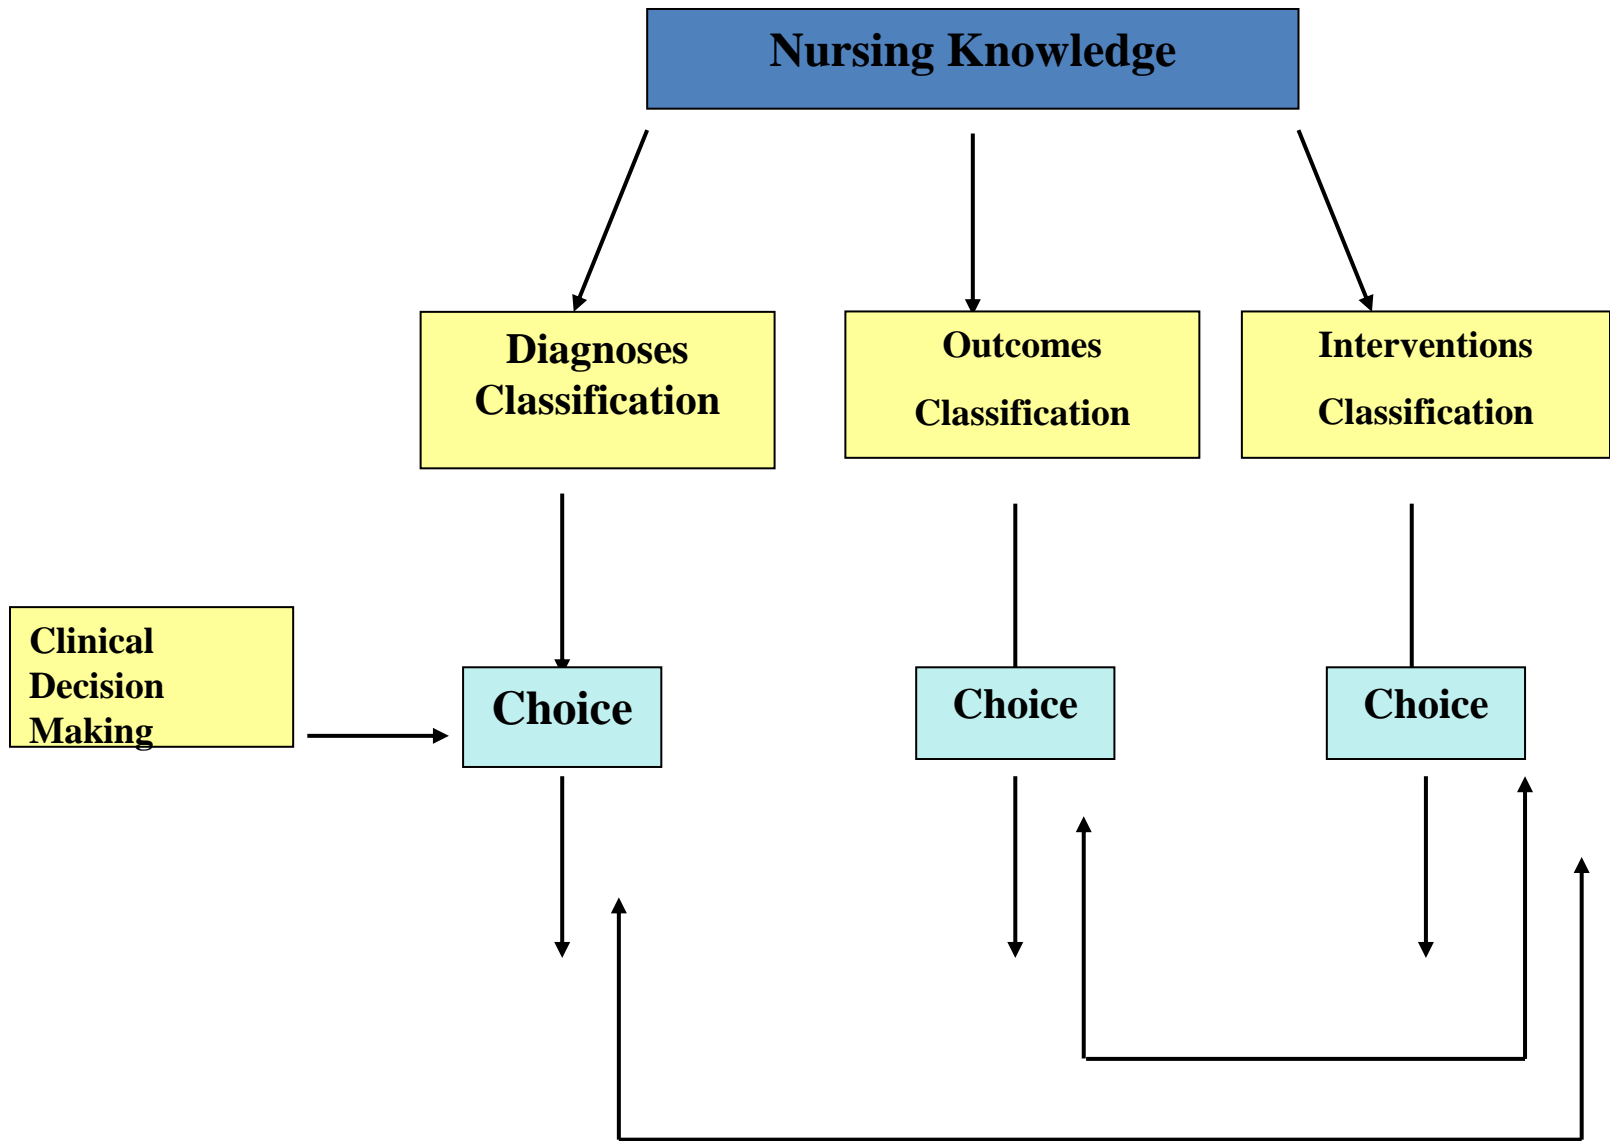 Nursing Knowledge
Diagnoses
Classification
Outcomes
Classification
Interventions
Classification
Clinical
Decision
Making
Choice
Choice
Choice